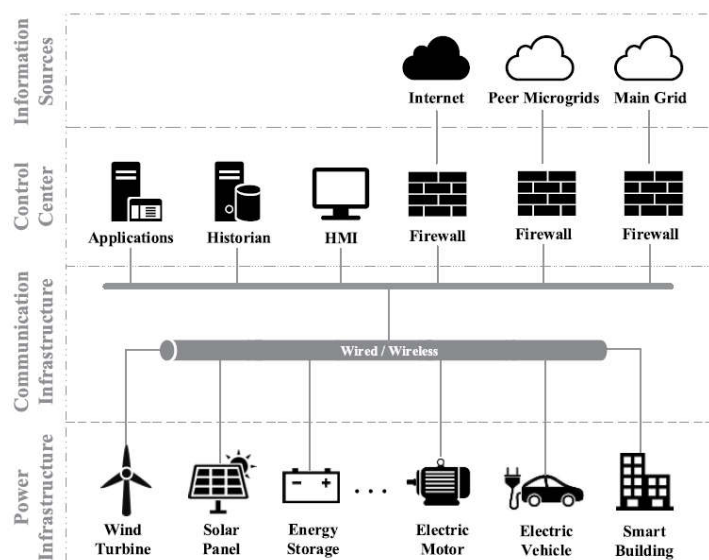 Information
Sources
Internet
Peer Microgrids
Main Grid
Control
Center
Applications
Historian
HMI
Firewall
Firewall
Firewall
Communication
Infrastructure
Wired / Wireless
Power
Infrastructure
Wind
Turbine
Solar
Panel
Energy
Storage
. . .
Electric
Motor
Electric
Vehicle
Smart
Building